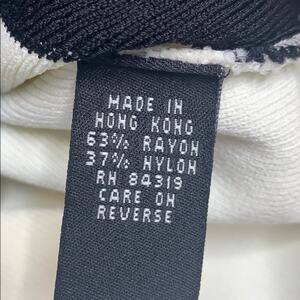 MADE IN
HONG KONG
63% RAYON
37% NYLON
RN 84319
CARE ON
REVERSE